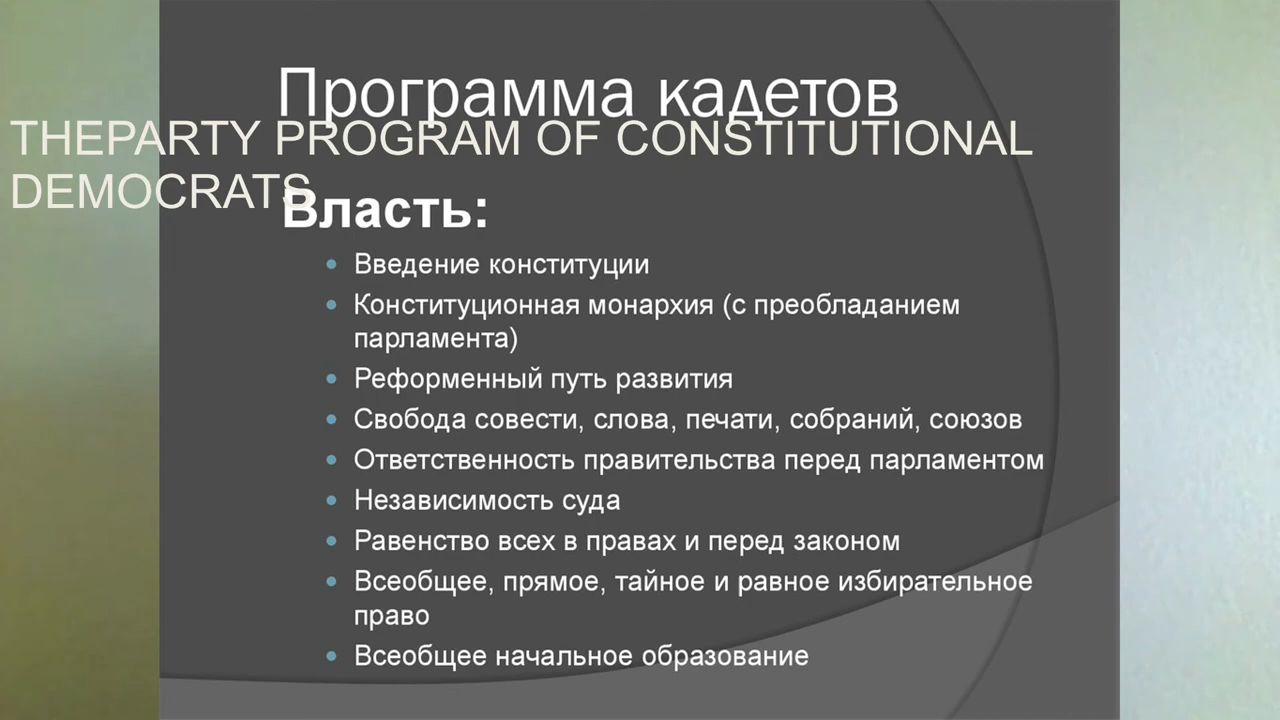 Программа кадетов
THEPARTY PROGRAM OF CONSTITUTIONAL
DEMOCRATS
Власть:
Введение конституции
Конституционная монархия (с преобладанием
парламента)
Реформенный путь развития
Свобода совести, слова, печати, собраний, союзов
Ответственность правительства перед парламентом
Независимость суда
Равенство всех в правах и перед законом
Всеобщее, прямое, тайное и равное избирательное
право
Всеобщее начальное образование